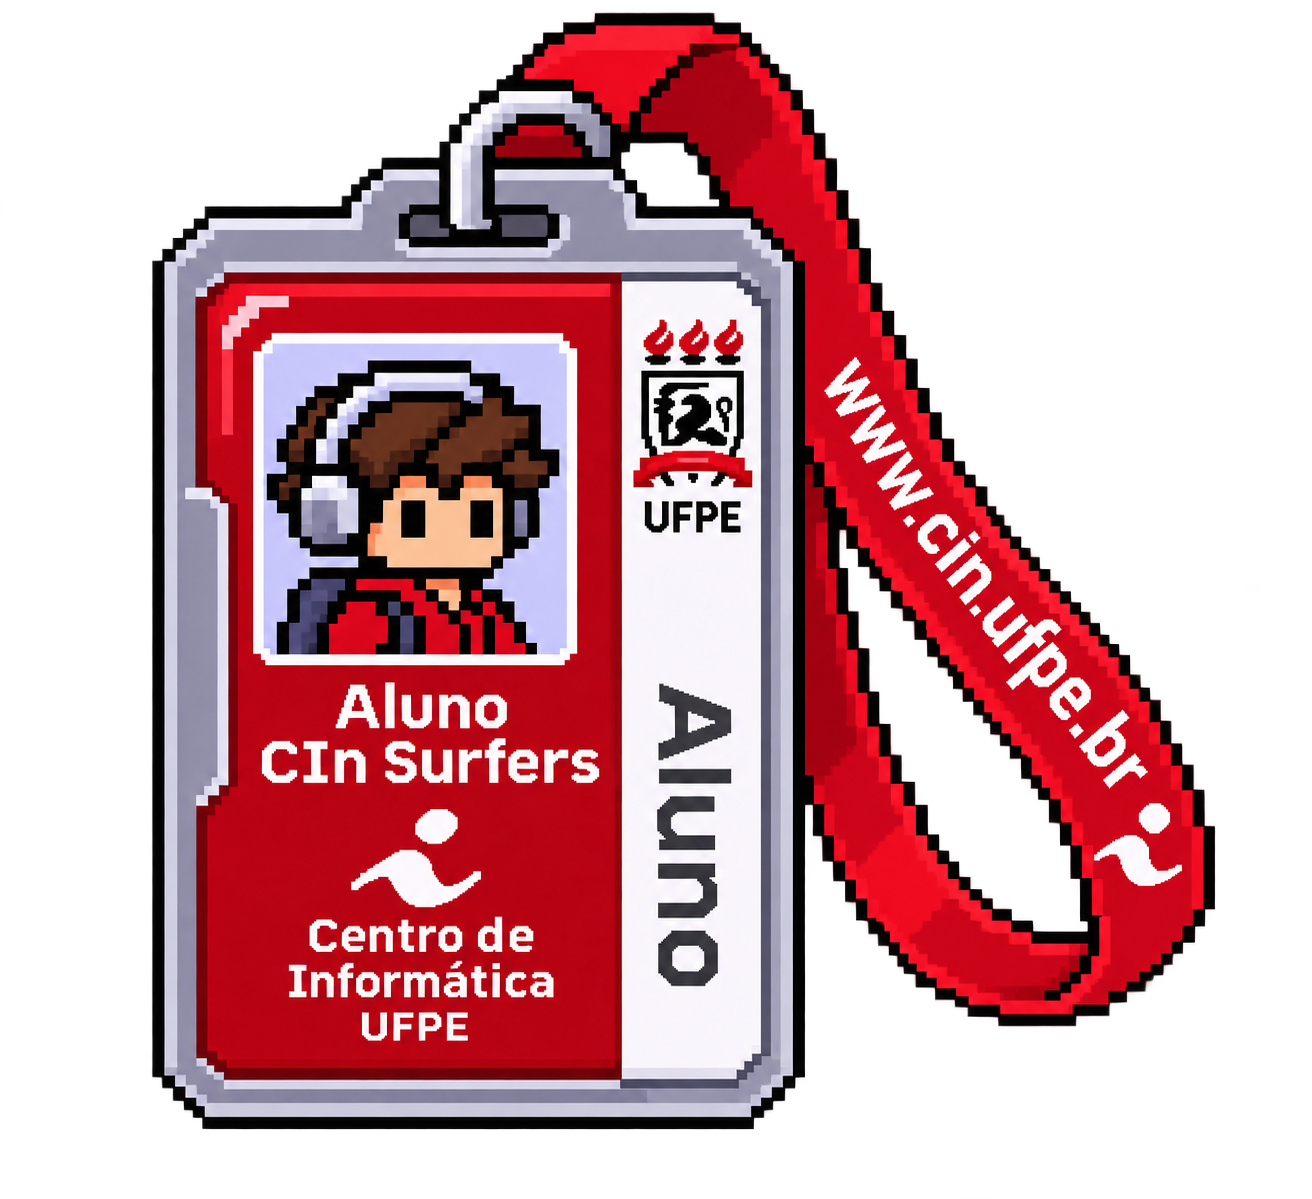 Aluno
CIn Surfers
Centro de
Informática
UFPE
UFPE
Aluno
www.cin.ufpe.br